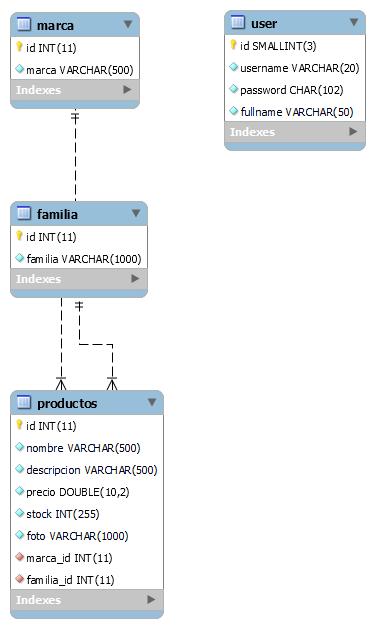 marca
id INT(11)
marca VARCHAR(500)
Indexes
user
id SMALLINT(3)
username VARCHAR(20)
password CHAR(102)
fullname VARCHAR(50)
Indexes
familia
id INT(11)
familia VARCHAR(1000)
Indexes
productos
id INT(11)
nombre VARCHAR(500)
descripcion VARCHAR(500)
precio DOUBLE(10,2)
stock INT(255)
foto VARCHAR(1000)
marca_id INT(11)
familia_id INT(11)
Indexes